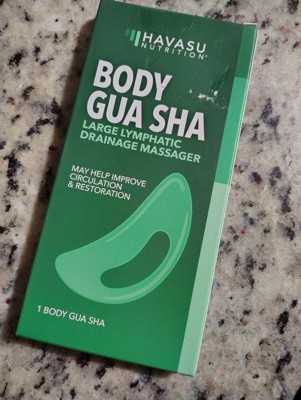 HAVASU
NUTRITION®
BODY
GUA SHA
LARGE LYMPHATIC
DRAINAGE MASSAGER
MAY HELP IMPROVE
CIRCULATION
& RESTORATION
1 BODY GUA SHA